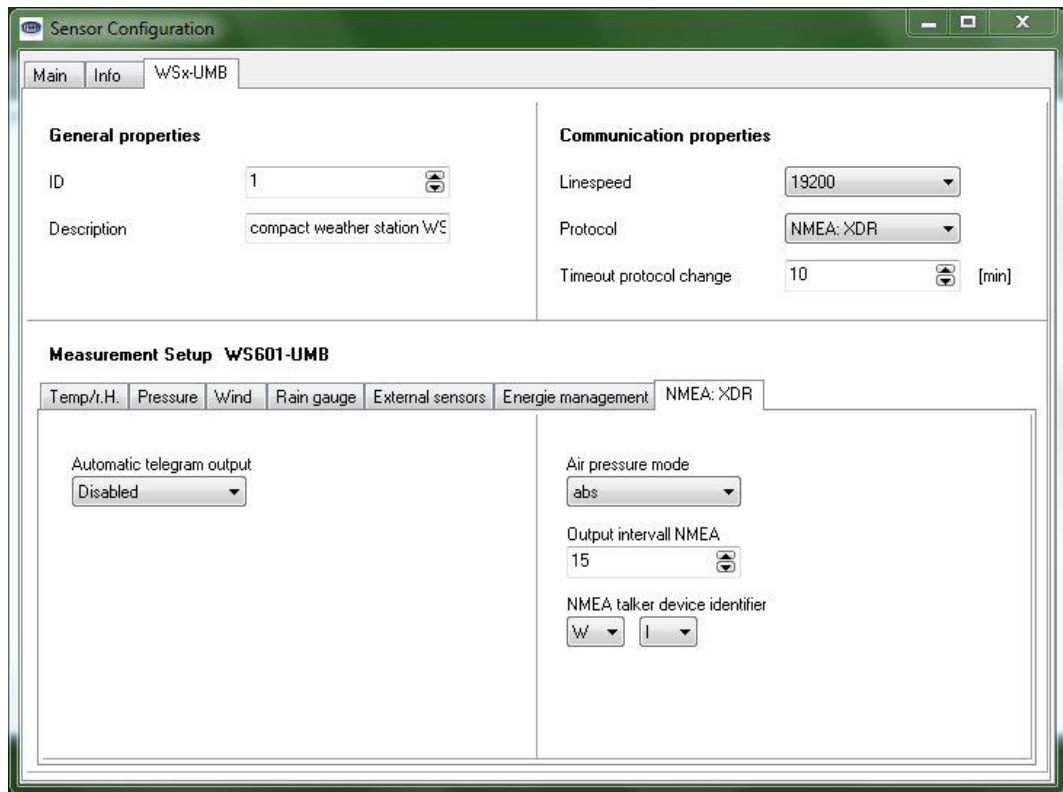 Sensor Configuration
Main Info WSx-UMB
General properties
ID 1
Description compact weather station WS
Communication properties
Linespeed 19200
Protocol NMEA: XDR
Timeout protocol change 10 [min]
Measurement Setup WS601-UMB
Temp/r.H. Pressure Wind Rain gauge External sensors Energie management NMEA: XDR
Automatic telegram output
Disabled
Air pressure mode
abs
Output intervall NMEA
15
NMEA talker device identifier
W I